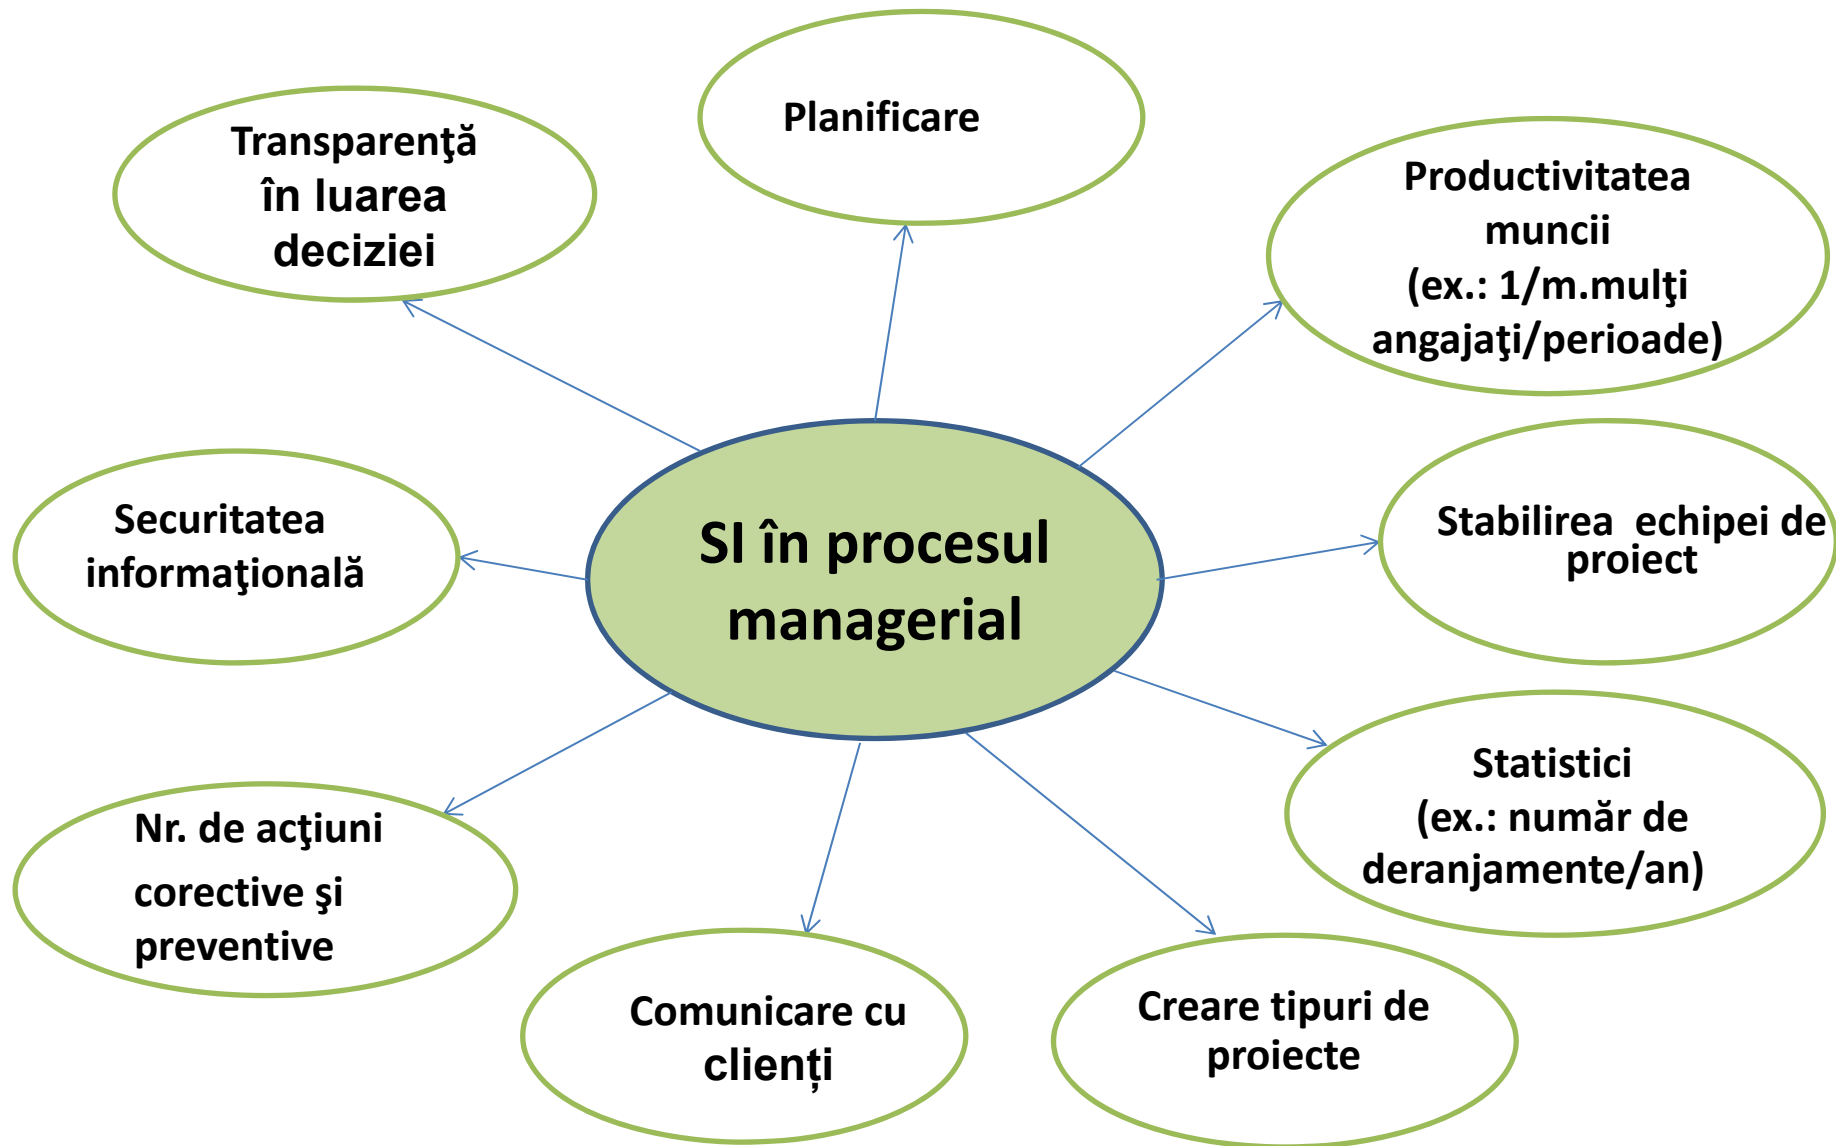 Transparenţă
în luarea
deciziei
Planificare
Productivitatea
muncii
(ex.: 1/m.mulţi
angajaţi/perioade)
Securitatea
informaţională
SI în procesul
managerial
Stabilirea  echipei de
proiect
Statistici
(ex.: număr de
deranjamente/an)
Nr. de acţiuni
corective şi
preventive
Comunicare cu
clienți
Creare tipuri de
proiecte